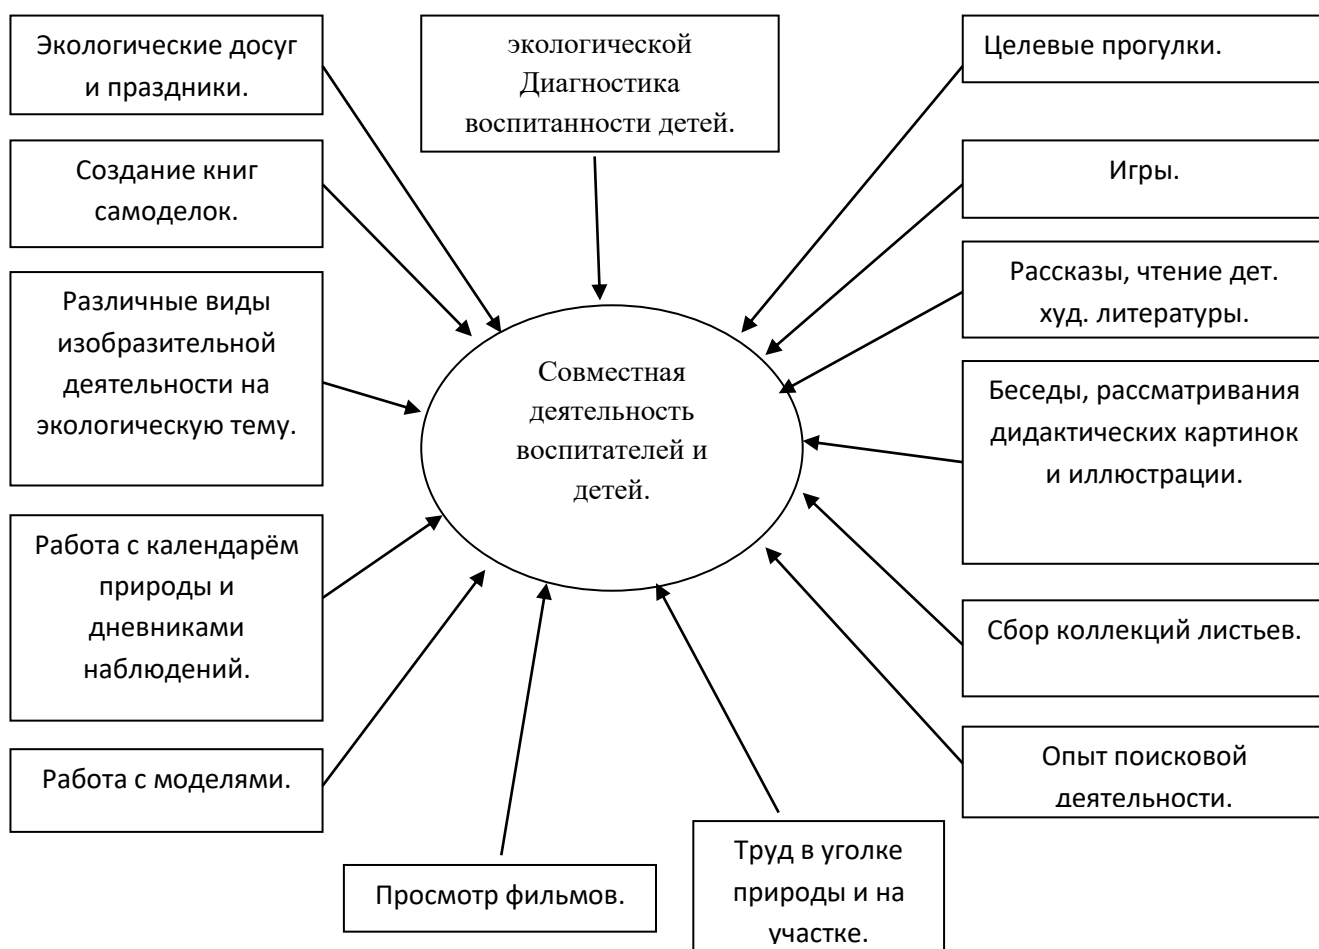 Экологические досуг
и праздники.
экологической
Диагностика
воспитанности детей.
Целевые прогулки.
Создание книг
самоделок.
Игры.
Различные виды
изобразительной
деятельности на
экологическую тему.
Рассказы, чтение дет.
худ. литературы.
Совместная
деятельность
воспитателей и
детей.
Беседы, рассматривания
дидактических картинок
и иллюстрации.
Работа с календарём
природы и
дневниками
наблюдений.
Сбор коллекций листьев.
Работа с моделями.
Опыт поисковой
деятельности.
Просмотр фильмов.
Труд в уголке
природы и на
участке.